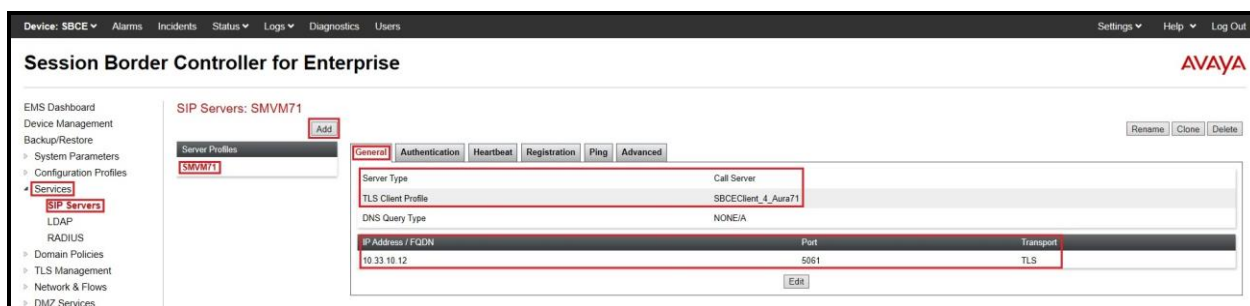 Device: SBCE Alarms Incidents Status Logs Diagnostics Users Settings Help Log Out
Session Border Controller for Enterprise
AVAYA
EMS Dashboard
Device Management
Backup/Restore
System Parameters
Configuration Profiles
Services
SIP Servers
LDAP
RADIUS
Domain Policies
TLS Management
Network & Flows
DMZ Services
SIP Servers: SMVM71
Add
Rename Clone Delete
Server Profiles
SMVM71
General Authentication Heartbeat Registration Ping Advanced
Server Type Call Server
TLS Client Profile SBCEClient_4_Aura71
DNS Query Type NONE/A
IP Address / FQDN Port Transport
10.33.10.12 5061 TLS
Edit